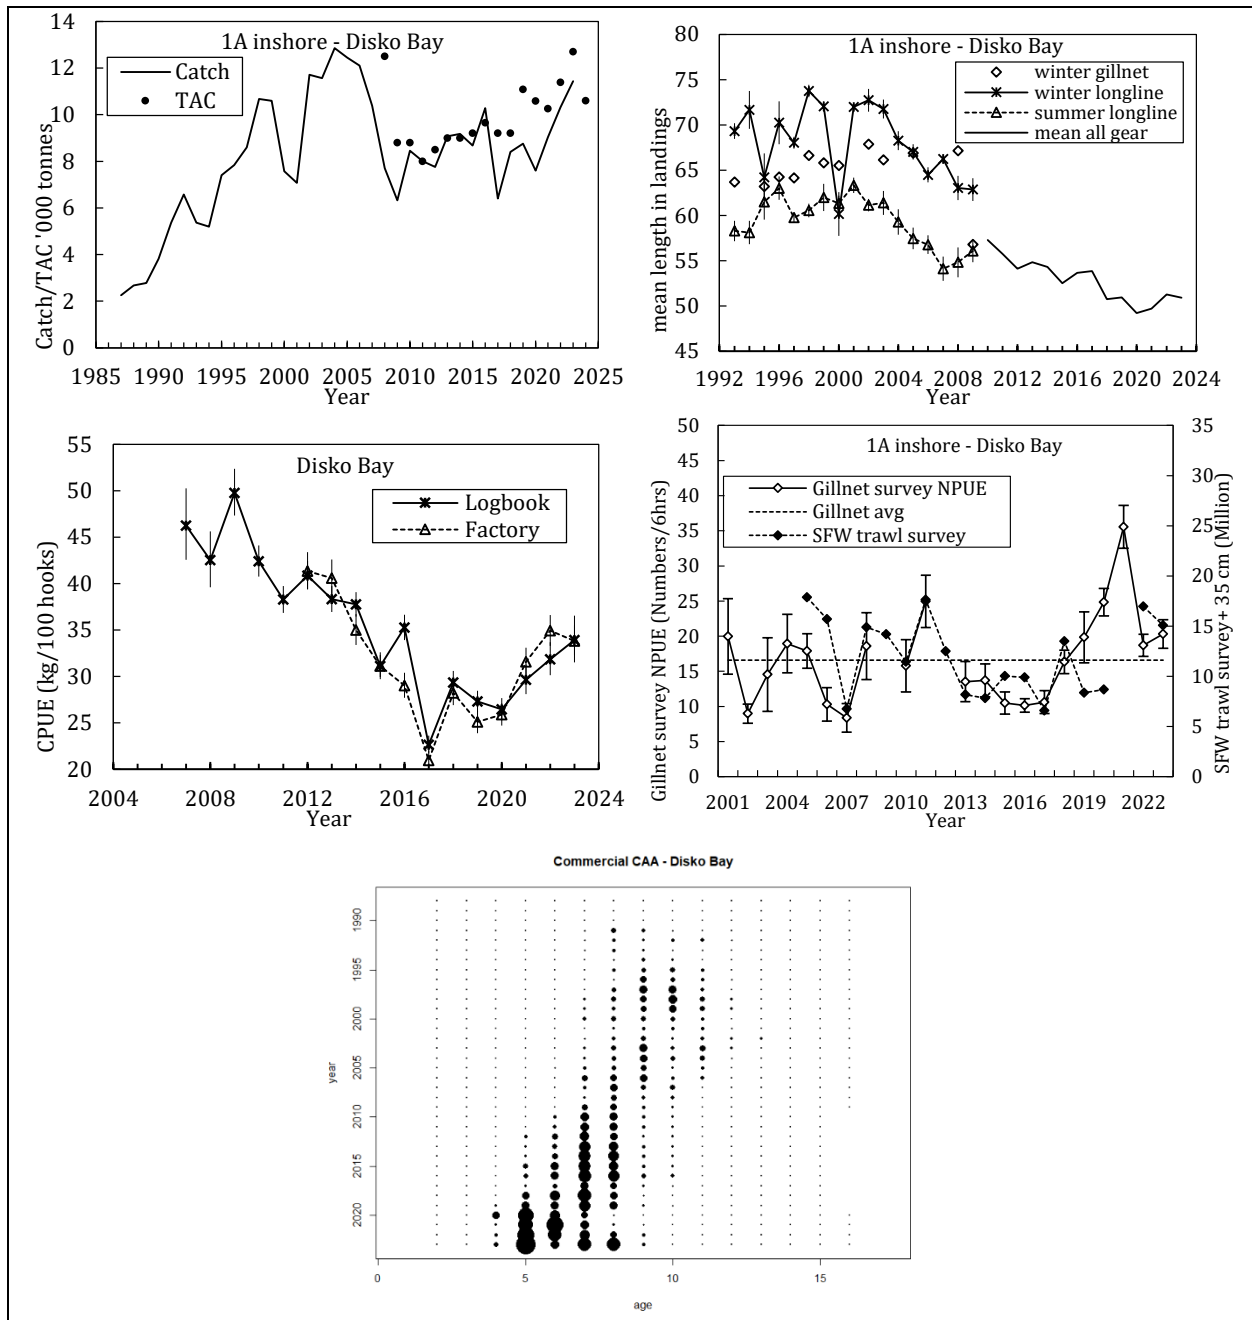 1A inshore - Disko Bay
Catch
TAC
Catch/TAC '000 tonnes
14
12
10
8
6
4
2
0
1985 1990 1995 2000 2005 2010 2015 2020 2025
Year
1A inshore - Disko Bay
winter gillnet
winter longline
summer longline
mean all gear
mean length in landings
80
75
70
65
60
55
50
45
1992 1996 2000 2004 2008 2012 2016 2020 2024
Year
Disko Bay
Logbook
Factory
CPUE (kg/100 hooks)
55
50
45
40
35
30
25
20
2004 2008 2012 2016 2020 2024
Year
1A inshore - Disko Bay
Gillnet survey NPUE
Gillnet avg
SFW trawl survey
Gillnet survey NPUE (Numbers/6hrs)
50
45
40
35
30
25
20
15
10
5
0
35
30
25
20
15
10
5
0
SFW trawl survey+ 35 cm (Million)
2001 2004 2007 2010 2013 2016 2019 2022
Year
Commercial CAA - Disko Bay
year
1990
1995
2000
2005
2010
2015
2020
0 5 10 15
age